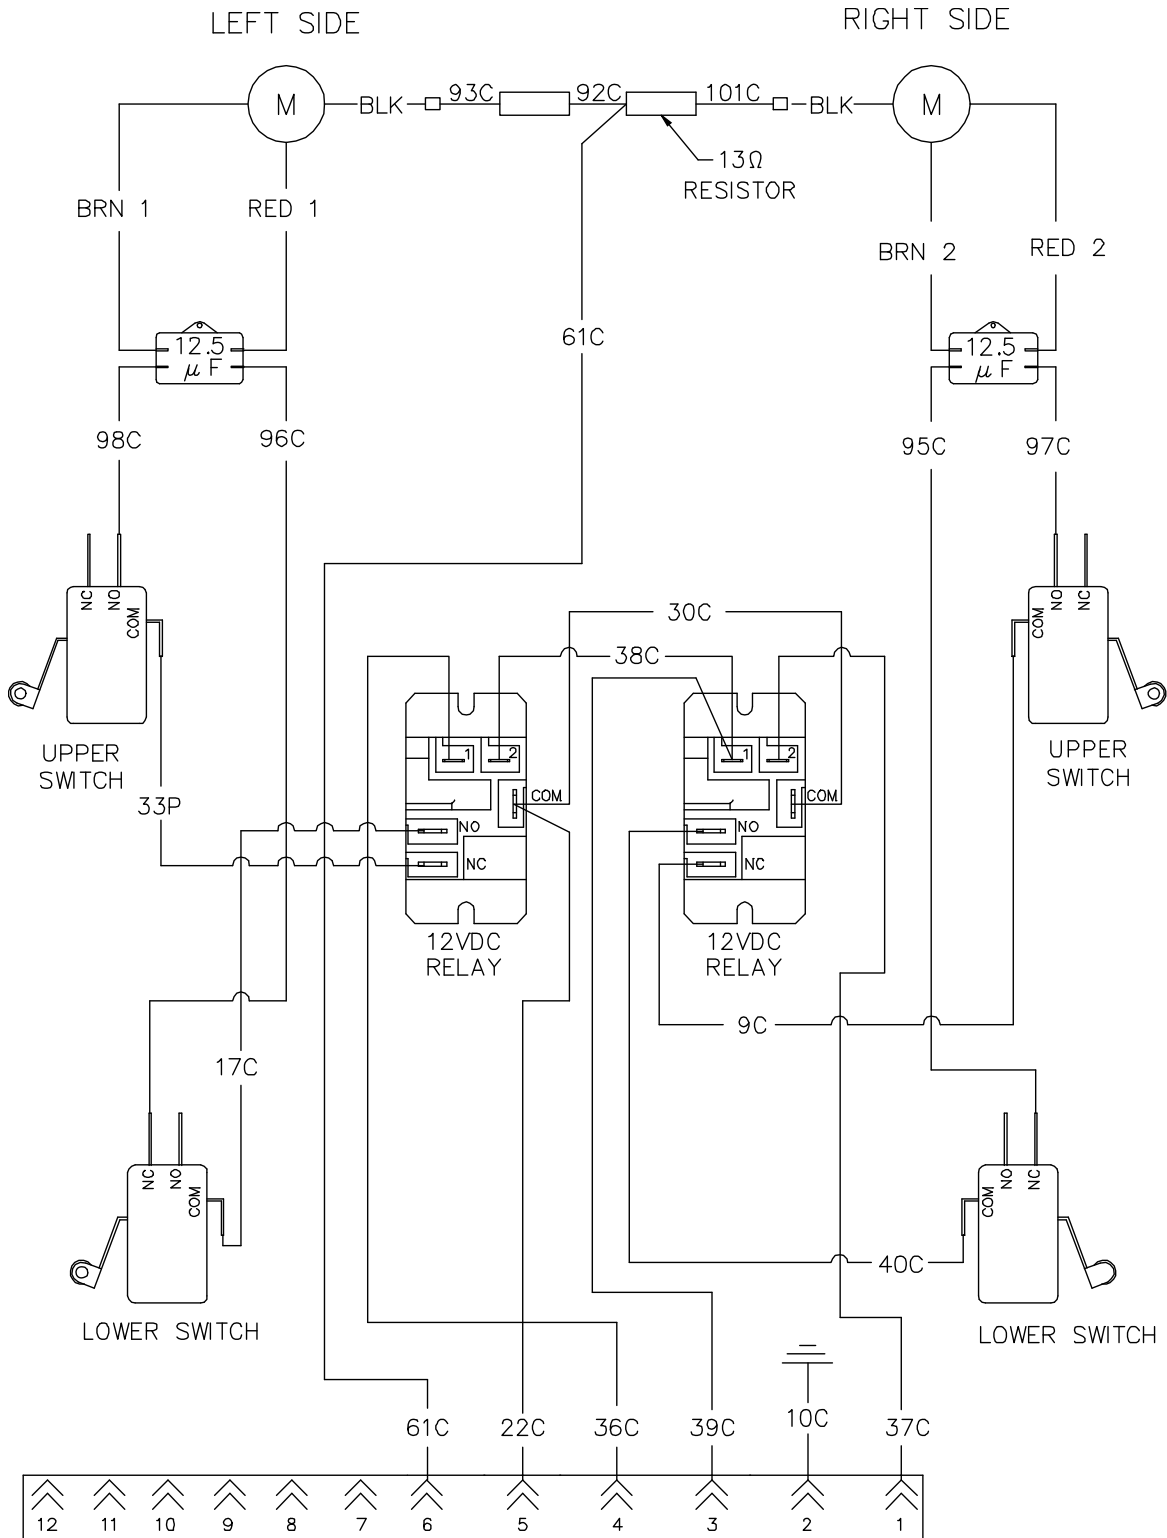 LEFT SIDE
RIGHT SIDE
M
BLK
93C
92C
101C
BLK
M
13Ω
RESISTOR
BRN 1
RED 1
BRN 2
RED 2
61C
12.5
µ F
12.5
µ F
98C
96C
95C
97C
NC
NO
COM
NO
NC
COM
UPPER
SWITCH
UPPER
SWITCH
30C
38C
1
2
COM
NO
NC
1
2
COM
NO
NC
33P
12VDC
RELAY
12VDC
RELAY
9C
17C
NC
NO
COM
NO
NC
COM
40C
LOWER SWITCH
LOWER SWITCH
61C
22C
36C
39C
10C
37C
12
11
10
9
8
7
6
5
4
3
2
1